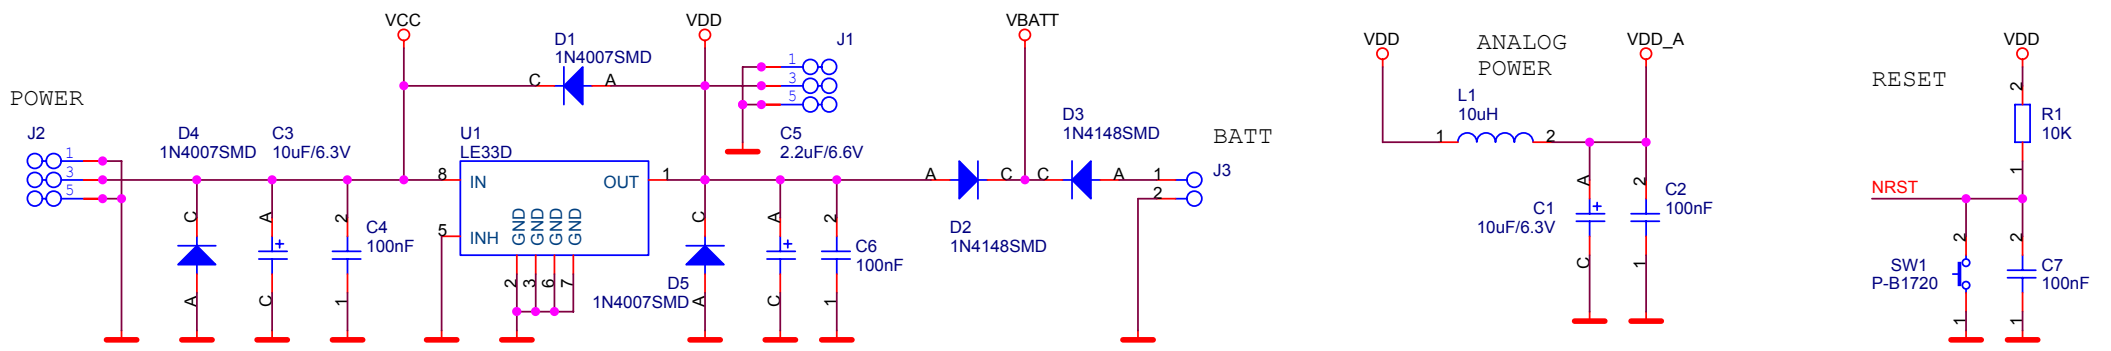 POWER
J2
1
3
5
D4
1N4007SMD
C
A
C3
10uF/6.3V
A
C
C4
100nF
2
1
VCC
D1
1N4007SMD
C
A
U1
LE33D
8
IN
OUT
1
5
INH
GND
GND
GND
GND
2
3
6
7
VDD
J1
1
3
5
D5
1N4007SMD
C
A
C5
2.2uF/6.6V
A
C
C6
100nF
2
1
VBATT
A
C
D2
1N4148SMD
D3
1N4148SMD
C
A
BATT
1
2
J3
VDD
ANALOG
POWER
VDD_A
L1
10uH
1
2
C1
10uF/6.3V
A
C
C2
100nF
2
1
RESET
VDD
2
R1
10K
1
NRST
SW1
P-B1720
2
1
C7
100nF
2
1